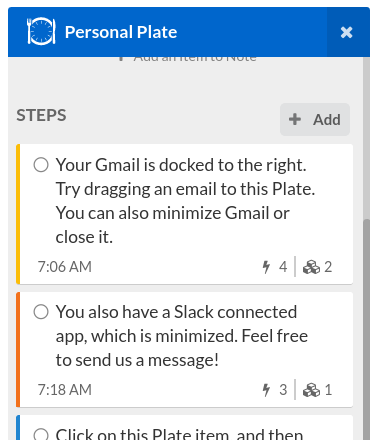 Personal Plate
Add an Item to Note
STEPS
Add
Your Gmail is docked to the right.
Try dragging an email to this Plate.
You can also minimize Gmail or
close it.
7:06 AM 4 2
You also have a Slack connected
app, which is minimized. Feel free
to send us a message!
7:18 AM 3 1
Click on this Plate item, and then